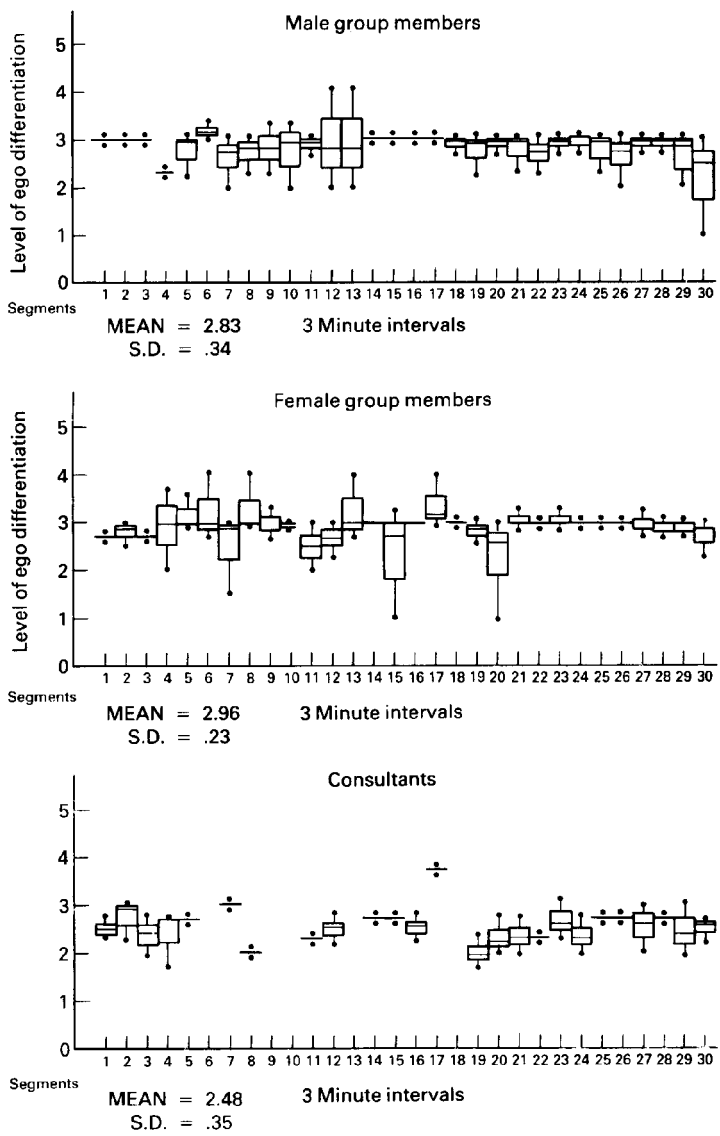 Male group members
Level of ego differentiation
5
4
3
2
1
0
1 2 3 4 5 6 7 8 9 10 11 12 13 14 15 16 17 18 19 20 21 22 23 24 25 26 27 28 29 30
Segments
MEAN = 2.83 3 Minute intervals
S.D. = .34
Female group members
Level of ego differentiation
5
4
3
2
1
0
1 2 3 4 5 6 7 8 9 10 11 12 13 14 15 16 17 18 19 20 21 22 23 24 25 26 27 28 29 30
Segments
MEAN = 2.96 3 Minute intervals
S.D. = .23
Consultants
5
4
3
2
1
0
1 2 3 4 5 6 7 8 9 10 11 12 13 14 15 16 17 18 19 20 21 22 23 24 25 26 27 28 29 30
Segments
MEAN = 2.48 3 Minute intervals
S.D. = .35